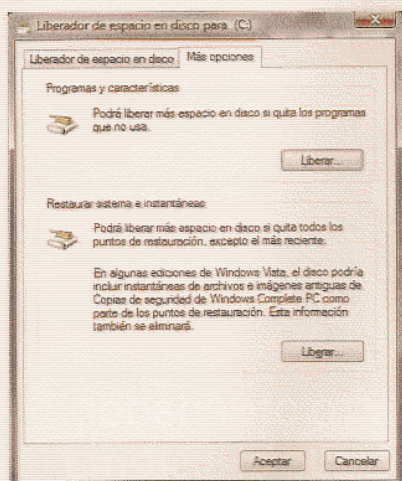 Liberador de espacio en disco para (C:)
Liberador de espacio en disco
Más opciones
Programas y características
Podrá liberar más espacio en disco si quita los programas
que no usa.
Liberar...
Restaurar sistema e instantáneas
Podrá liberar más espacio en disco si quita todos los
puntos de restauración, excepto el más reciente.
En algunas ediciones de Windows Vista, el disco podría
incluir instantáneas de archivos e imágenes antiguas de
Copias de seguridad de Windows Complete PC como
parte de los puntos de restauración. Esta información
también se eliminará.
Liberar...
Aceptar
Cancelar